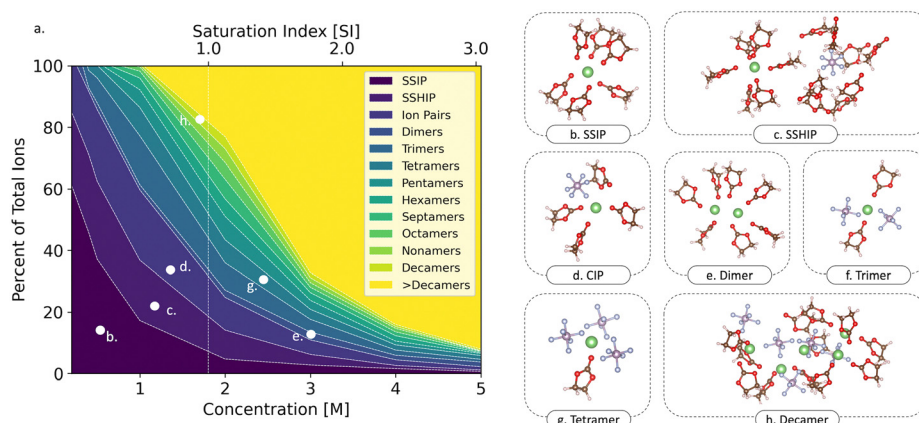 a.
Saturation Index [SI]
1.0 2.0 3.0
100
80
60
40
20
0
Percent of Total Ions
1 2 3 4 5
Concentration [M]
SSIP
SSHIP
Ion Pairs
Dimers
Trimers
Tetramers
Pentamers
Hexamers
Septamers
Octamers
Nonamers
Decamers
>Decamers
h.
d.
g.
c.
b.
e.
b. SSIP
c. SSHIP
d. CIP
e. Dimer
f. Trimer
g. Tetramer
h. Decamer